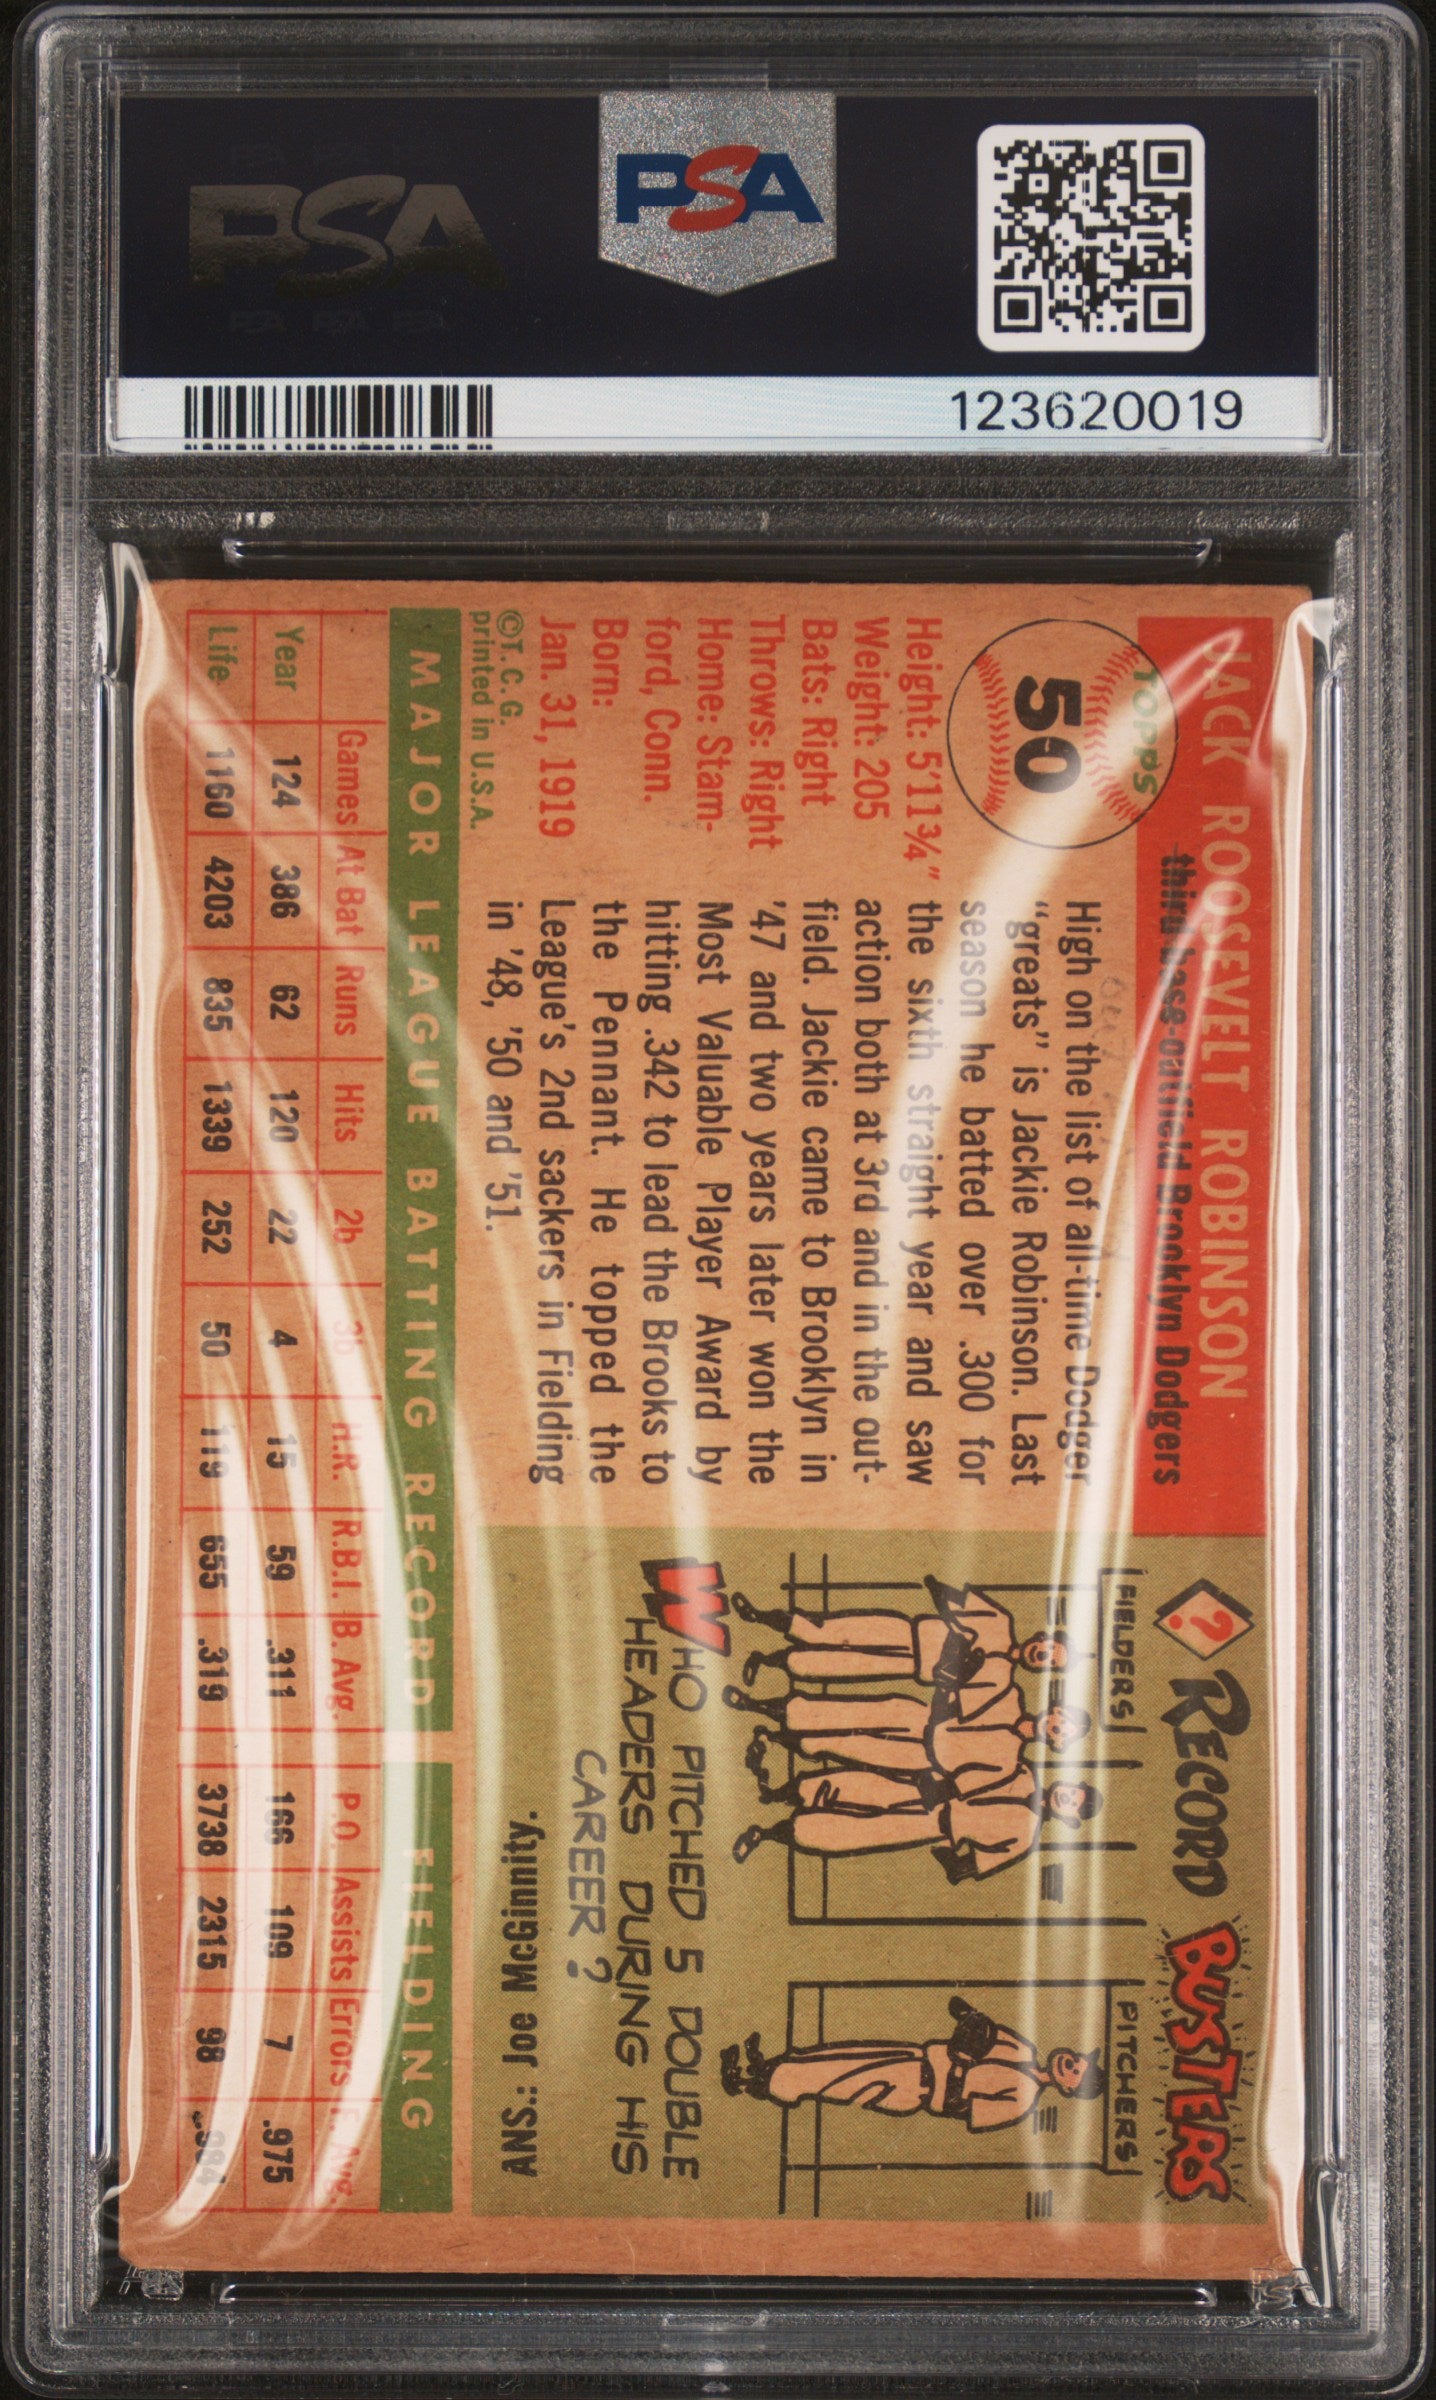 PSA
PSA
123620019
TOPPS
50
JACK ROOSEVELT ROBINSON
third base-outfield Brooklyn Dodgers
Height: 5'11¾"
Weight: 205
Bats: Right
Throws: Right
Home: Stam-
ford, Conn.
Born:
Jan. 31, 1919
©T.C.G.
printed in U.S.A.
High on the list of all-time Dodger
"greats" is Jackie Robinson. Last
season he batted over .300 for
the sixth straight year and saw
action both at 3rd and in the out-
field. Jackie came to Brooklyn in
'47 and two years later won the
Most Valuable Player Award by
hitting .342 to lead the Brooks to
the Pennant. He topped the
League's 2nd sackers in Fielding
in '48, '50 and '51.
? RECORD BUSTERS
FIELDERS
PITCHERS
WHO PITCHED 5 DOUBLE
HEADERS DURING HIS
CAREER?
ANS.: Joe McGinnity.
MAJOR LEAGUE BATTING RECORD FIELDING
Games At Bat Runs Hits 2b 3b H.R. R.B.I. B. Avg. P.O. Assists Errors F. Avg.
Year 124 386 62 120 22 4 15 59 .311 166 109 7 .975
Life 1160 4203 835 1339 252 50 119 655 .319 3738 2315 98 .984